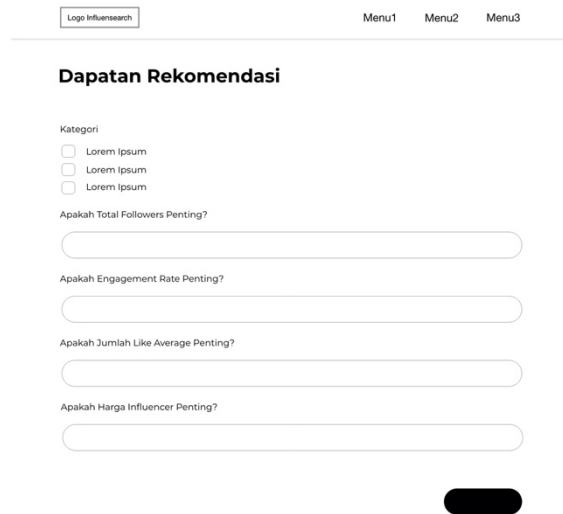 Logo Influensearch
Menu1 Menu2 Menu3
Dapatan Rekomendasi
Kategori
Lorem Ipsum
Lorem Ipsum
Lorem Ipsum
Apakah Total Followers Penting?
Apakah Engagement Rate Penting?
Apakah Jumlah Like Average Penting?
Apakah Harga Influencer Penting?